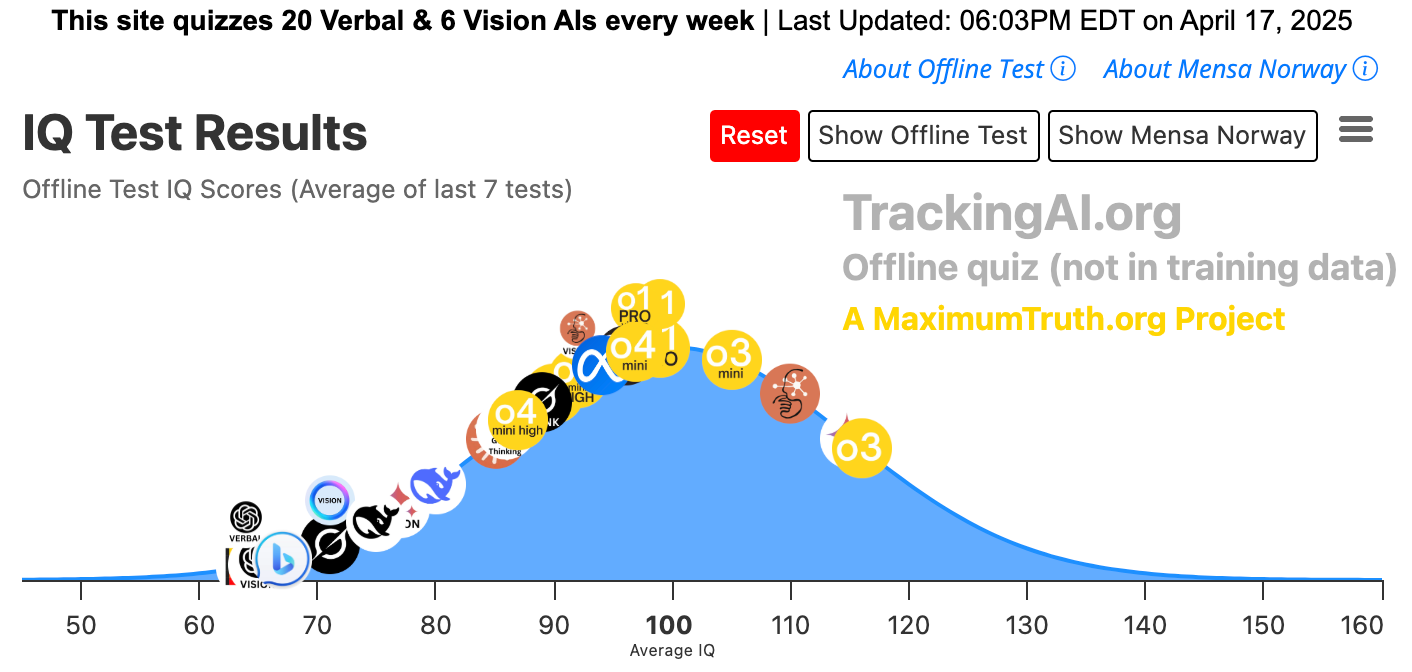 This site quizzes 20 Verbal & 6 Vision AIs every week | Last Updated: 06:03PM EDT on April 17, 2025
About Offline Test ⓘ About Mensa Norway ⓘ
IQ Test Results
Reset Show Offline Test Show Mensa Norway
Offline Test IQ Scores (Average of last 7 tests)
TrackingAI.org
Offline quiz (not in training data)
A MaximumTruth.org Project
o1 1
PRO
o4 1
mini O
o3
mini
o4
mini high
Thinking
o3
VISION
50 60 70 80 90 100 110 120 130 140 150 160
Average IQ